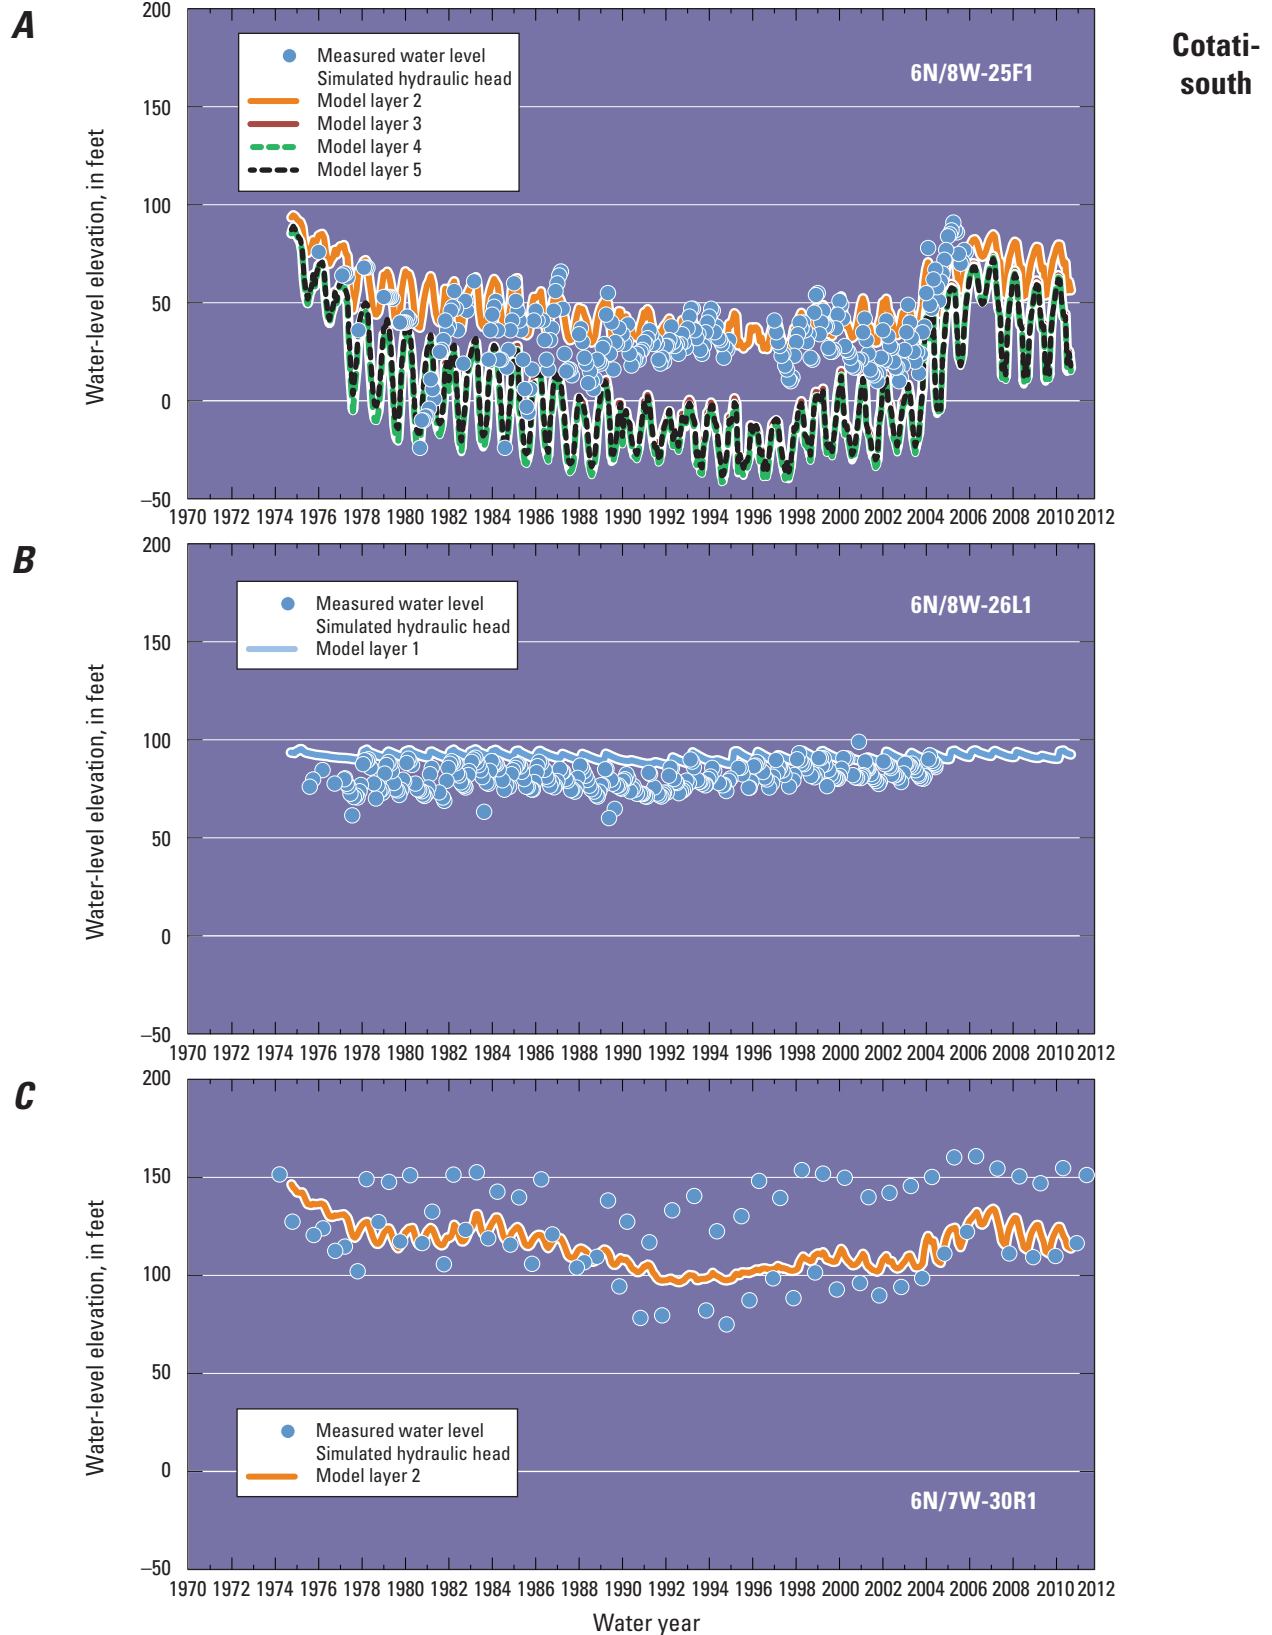 A
Cotati-
south
200
150
100
50
0
–50
Water-level elevation, in feet
Measured water level
Simulated hydraulic head
Model layer 2
Model layer 3
Model layer 4
Model layer 5
6N/8W-25F1
1970 1972 1974 1976 1978 1980 1982 1984 1986 1988 1990 1992 1994 1996 1998 2000 2002 2004 2006 2008 2010 2012
B
200
150
100
50
0
–50
Water-level elevation, in feet
Measured water level
Simulated hydraulic head
Model layer 1
6N/8W-26L1
1970 1972 1974 1976 1978 1980 1982 1984 1986 1988 1990 1992 1994 1996 1998 2000 2002 2004 2006 2008 2010 2012
C
200
150
100
50
0
–50
Water-level elevation, in feet
Measured water level
Simulated hydraulic head
Model layer 2
6N/7W-30R1
1970 1972 1974 1976 1978 1980 1982 1984 1986 1988 1990 1992 1994 1996 1998 2000 2002 2004 2006 2008 2010 2012
Water year